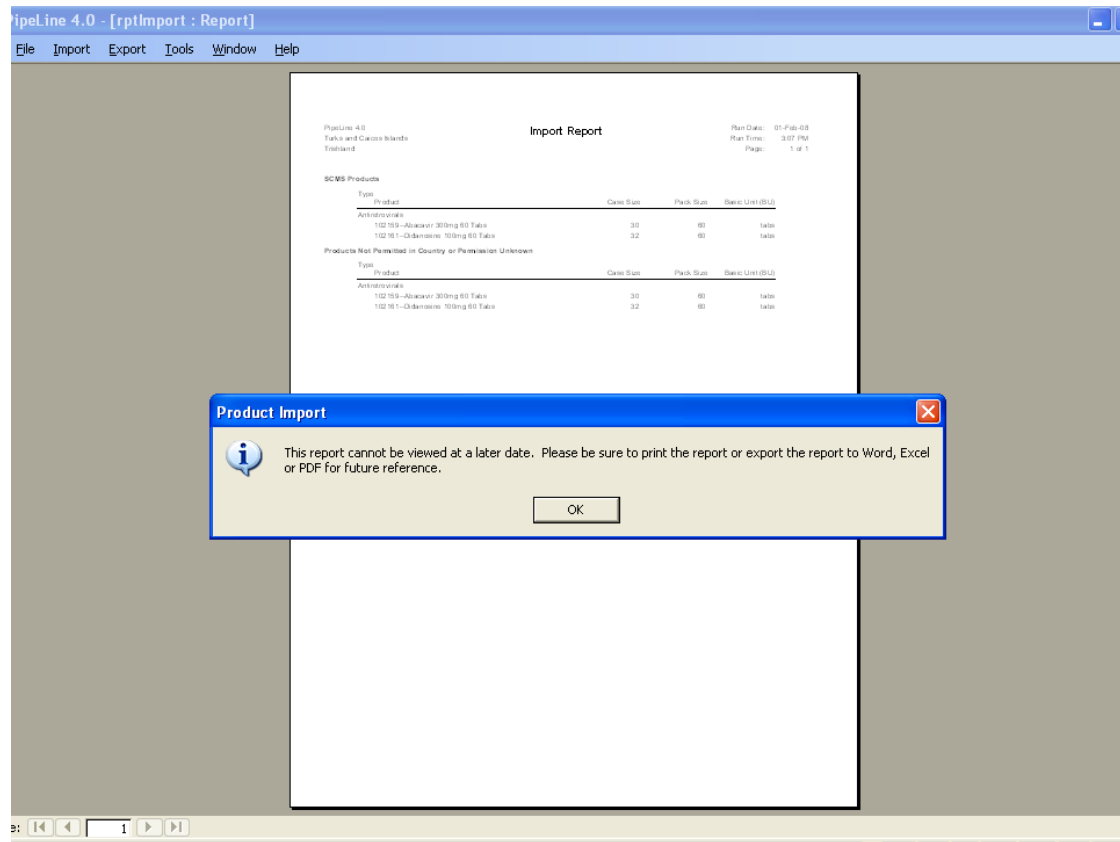 PipeLine 4.0 - [rptImport : Report]
File Import Export Tools Window Help
PipeLine 4.0 Import Report Run Date: 01-Feb-08
Turks and Caicos Islands Run Time: 3:07 PM
Page: 1 of 1
SCMS Products
Type
Product Case Size Pack Size Basic Unit (BU)
Antiretrovirals
102159--Abacavir 300mg 60 Tabs 30 60 tabs
102161--Didanosine 100mg 60 Tabs 32 60 tabs
Products Not Permitted in Country or Permission Unknown
Type
Product Case Size Pack Size Basic Unit (BU)
Antiretrovirals
102159--Abacavir 300mg 60 Tabs 30 60 tabs
102161--Didanosine 100mg 60 Tabs 32 60 tabs
Product Import
This report cannot be viewed at a later date. Please be sure to print the report or export the report to Word, Excel
or PDF for future reference.
OK
e: 1